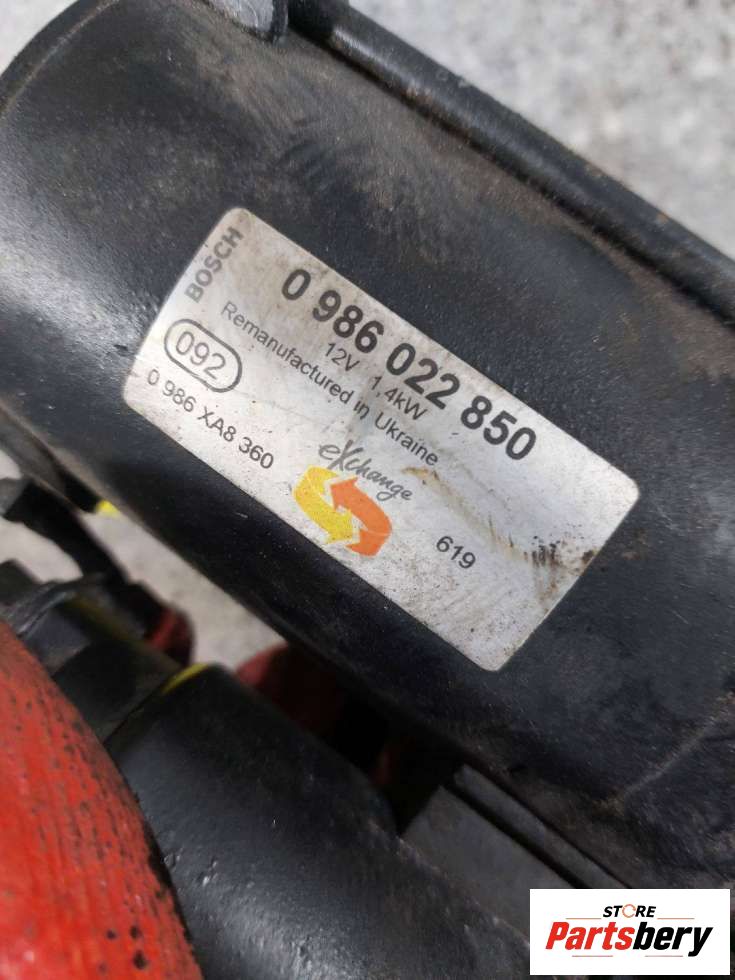 BOSCH
0 986 022 850
12V 1,4kW
Remanufactured in Ukraine
092
0 986 XA8 360
eXchange
619
STORE
Partsbery